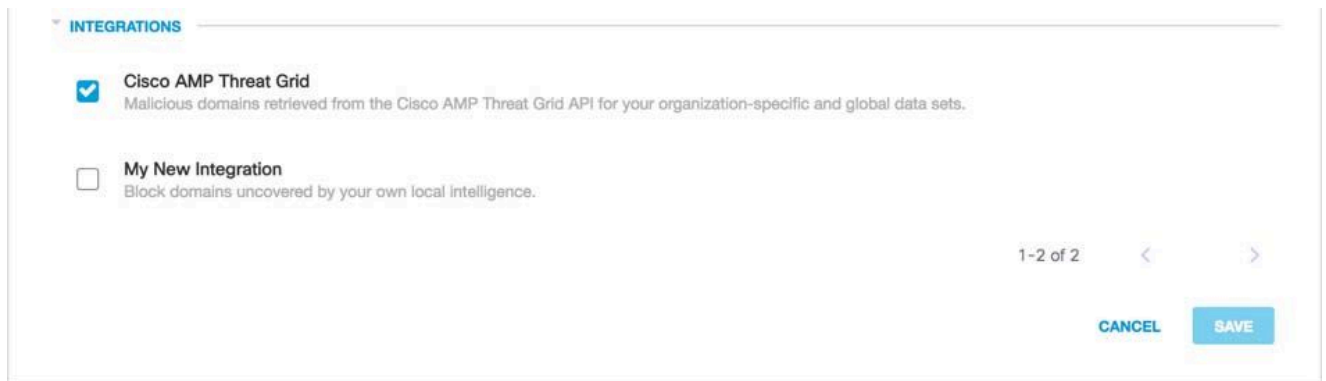 INTEGRATIONS
Cisco AMP Threat Grid
Malicious domains retrieved from the Cisco AMP Threat Grid API for your organization-specific and global data sets.
My New Integration
Block domains uncovered by your own local intelligence.
1-2 of 2
CANCEL SAVE